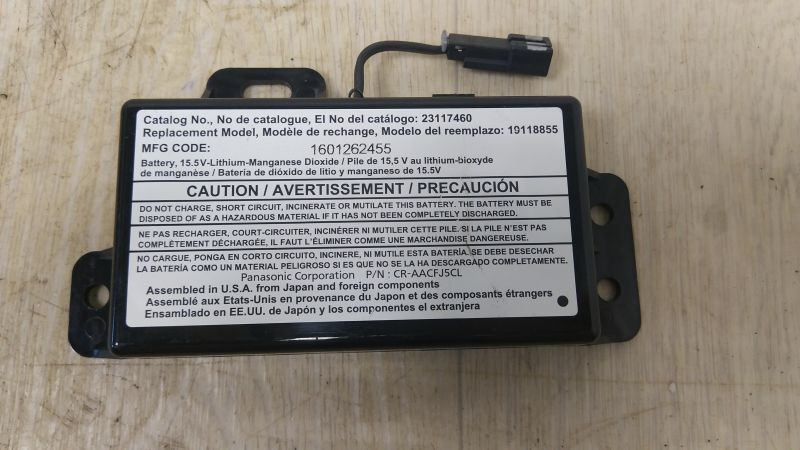 Catalog No., No de catalogue, El No del catálogo: 23117460
Replacement Model, Modèle de rechange, Modelo del reemplazo: 19118855
MFG CODE: 1601262455
Battery, 15.5V-Lithium-Manganese Dioxide / Pile de 15,5 V au lithium-bioxyde
de manganèse / Batería de dióxido de litio y manganeso de 15.5V
CAUTION / AVERTISSEMENT / PRECAUCIÓN
DO NOT CHARGE, SHORT CIRCUIT, INCINERATE OR MUTILATE THIS BATTERY. THE BATTERY MUST BE
DISPOSED OF AS A HAZARDOUS MATERIAL IF IT HAS NOT BEEN COMPLETELY DISCHARGED.
NE PAS RECHARGER, COURT-CIRCUITER, INCINÉRER NI MUTILER CETTE PILE. SI LA PILE N'EST PAS
COMPLÈTEMENT DÉCHARGÉE, IL FAUT L'ÉLIMINER COMME UNE MARCHANDISE DANGEREUSE.
NO CARGUE, PONGA EN CORTO CIRCUITO, INCINERE, NI MUTILE ESTA BATERÍA. SE DEBE DESECHAR
LA BATERÍA COMO UN MATERIAL PELIGROSO SI ES QUE NO SE LA HA DESCARGADO COMPLETAMENTE.
Panasonic Corporation P/N : CR-AACFJ5CL
Assembled in U.S.A. from Japan and foreign components
Assemblé aux Etats-Unis en provenance du Japon et des composants étrangers
Ensamblado en EE.UU. de Japón y los componentes el extranjera